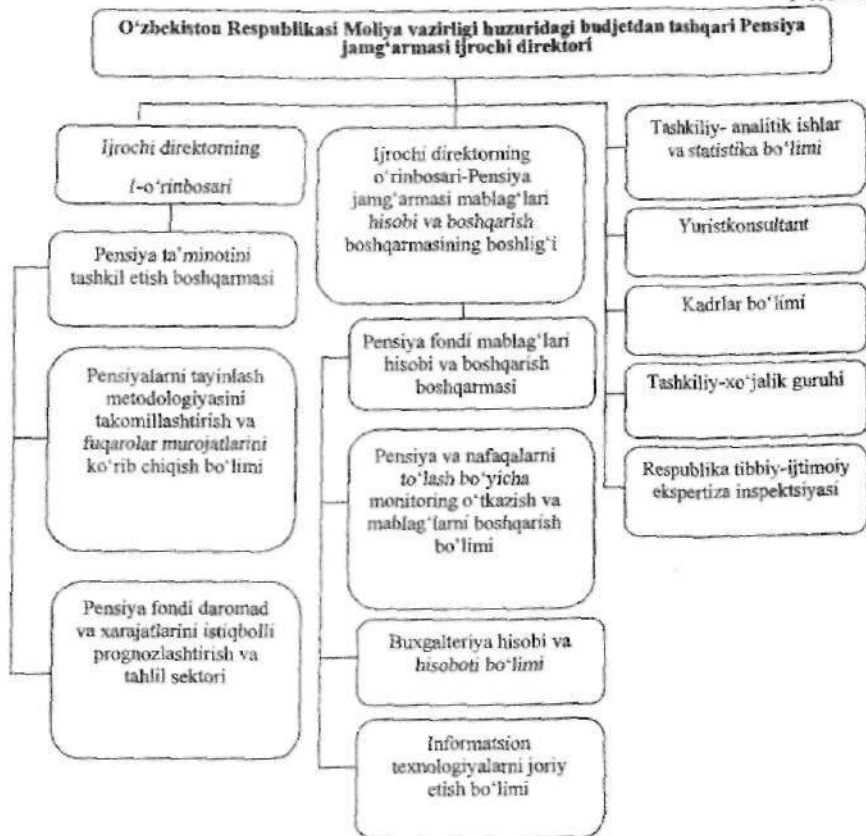 O‘zbekiston Respublikasi Moliya vazirligi huzuridagi budjetdan tashqari Pensiya
jamg‘armasi ijrochi direktori
Ijrochi direktorning
1-o‘rinbosari
Pensiya ta’minotini
tashkil etish boshqarmasi
Pensiyalarni tayinlash
metodologiyasini
takomillashtirish va
fuqarolar murojatlarini
ko‘rib chiqish bo‘limi
Pensiya fondi daromad
va xarajatlarini istiqbolli
prognozlashtirish va
tahlil sektori
Ijrochi direktorning
o‘rinbosari-Pensiya
jamg‘armasi mablag‘lari
hisobi va boshqarish
boshqarmasining boshlig‘i
Pensiya fondi mablag‘lari
hisobi va boshqarish
boshqarmasi
Pensiya va nafaqalarni
to‘lash bo‘yicha
monitoring o‘tkazish va
mablag‘larni boshqarish
bo‘limi
Buxgalteriya hisobi va
hisoboti bo‘limi
Informatsion
texnologiyalarni joriy
etish bo‘limi
Tashkiliy- analitik ishlar
va statistika bo‘limi
Yuristkonsultant
Kadrlar bo‘limi
Tashkiliy-xo‘jalik guruhi
Respublika tibbiy-ijtimoiy
ekspertiza inspektsiyasi